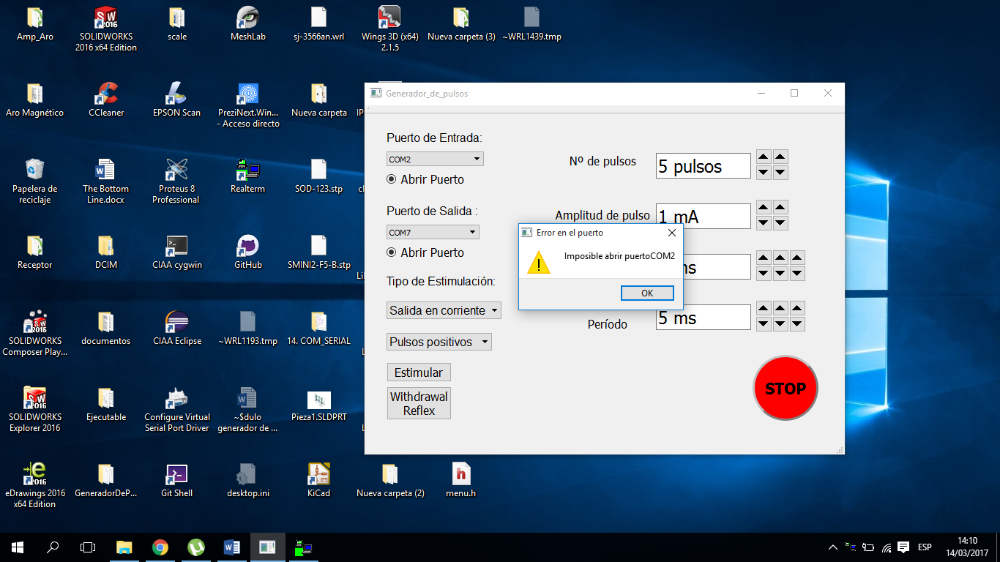 Amp_Aro
SOLIDWORKS
2016 x64 Edition
scale
MeshLab
sj-3566an.wrl
Wings 3D (x64)
2.1.5
Nueva carpeta (3)
~WRL1439.tmp
Aro Magnético
CCleaner
EPSON Scan
PreziNext.Win...
- Acceso directo
Nueva carpeta
Papelera de
reciclaje
The Bottom
Line.docx
Proteus 8
Professional
Realterm
SOD-123.stp
Receptor
DCIM
CIAA cygwin
GitHub
SMINI2-F5-B.stp
SOLIDWORKS
Composer Play...
documentos
CIAA Eclipse
~WRL1193.tmp
14. COM_SERIAL
SOLIDWORKS
Explorer 2016
Ejecutable
Configure Virtual
Serial Port Driver
~$dulo
generador de ...
Pieza1.SLDPRT
eDrawings 2016
x64 Edition
GeneradorDeP...
Git Shell
desktop.ini
KiCad
Nueva carpeta (2)
menu.h
Generador_de_pulsos
Puerto de Entrada:
COM2
Abrir Puerto
Puerto de Salida :
COM7
Abrir Puerto
Tipo de Estimulación:
Salida en corriente
Pulsos positivos
Estimular
Withdrawal
Reflex
Nº de pulsos
5 pulsos
Amplitud de pulso
1 mA
ms
Período
5 ms
STOP
Error en el puerto
Imposible abrir puertoCOM2
OK
ESP
14:10
14/03/2017